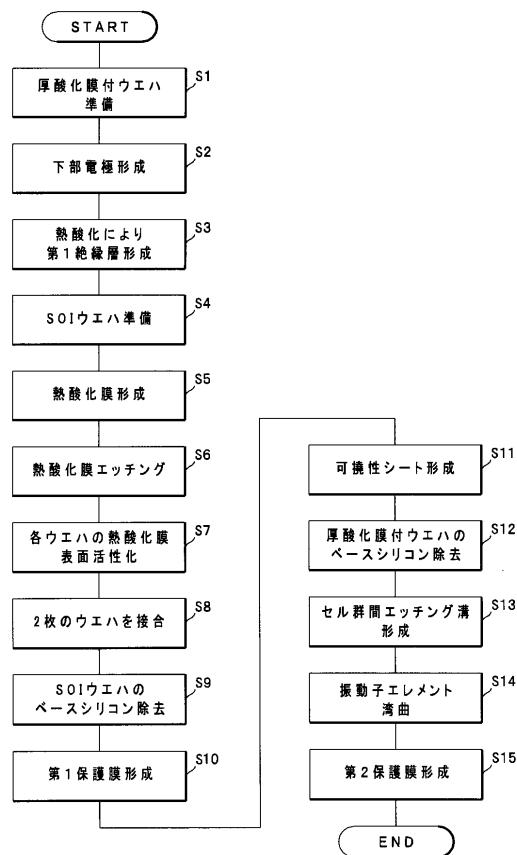 START
S1
厚酸化膜付ウエハ
準備
S2
下部電極形成
S3
熱酸化により
第1絶縁層形成
S4
SOIウエハ準備
S5
熱酸化膜形成
S6
熱酸化膜エッチング
S7
各ウエハの熱酸化膜
表面活性化
S8
2枚のウエハを接合
S9
SOIウエハの
ベースシリコン除去
S10
第1保護膜形成
S11
可撓性シート形成
S12
厚酸化膜付ウエハの
ベースシリコン除去
S13
セル群間エッチング溝
形成
S14
振動子エレメント
湾曲
S15
第2保護膜形成
END